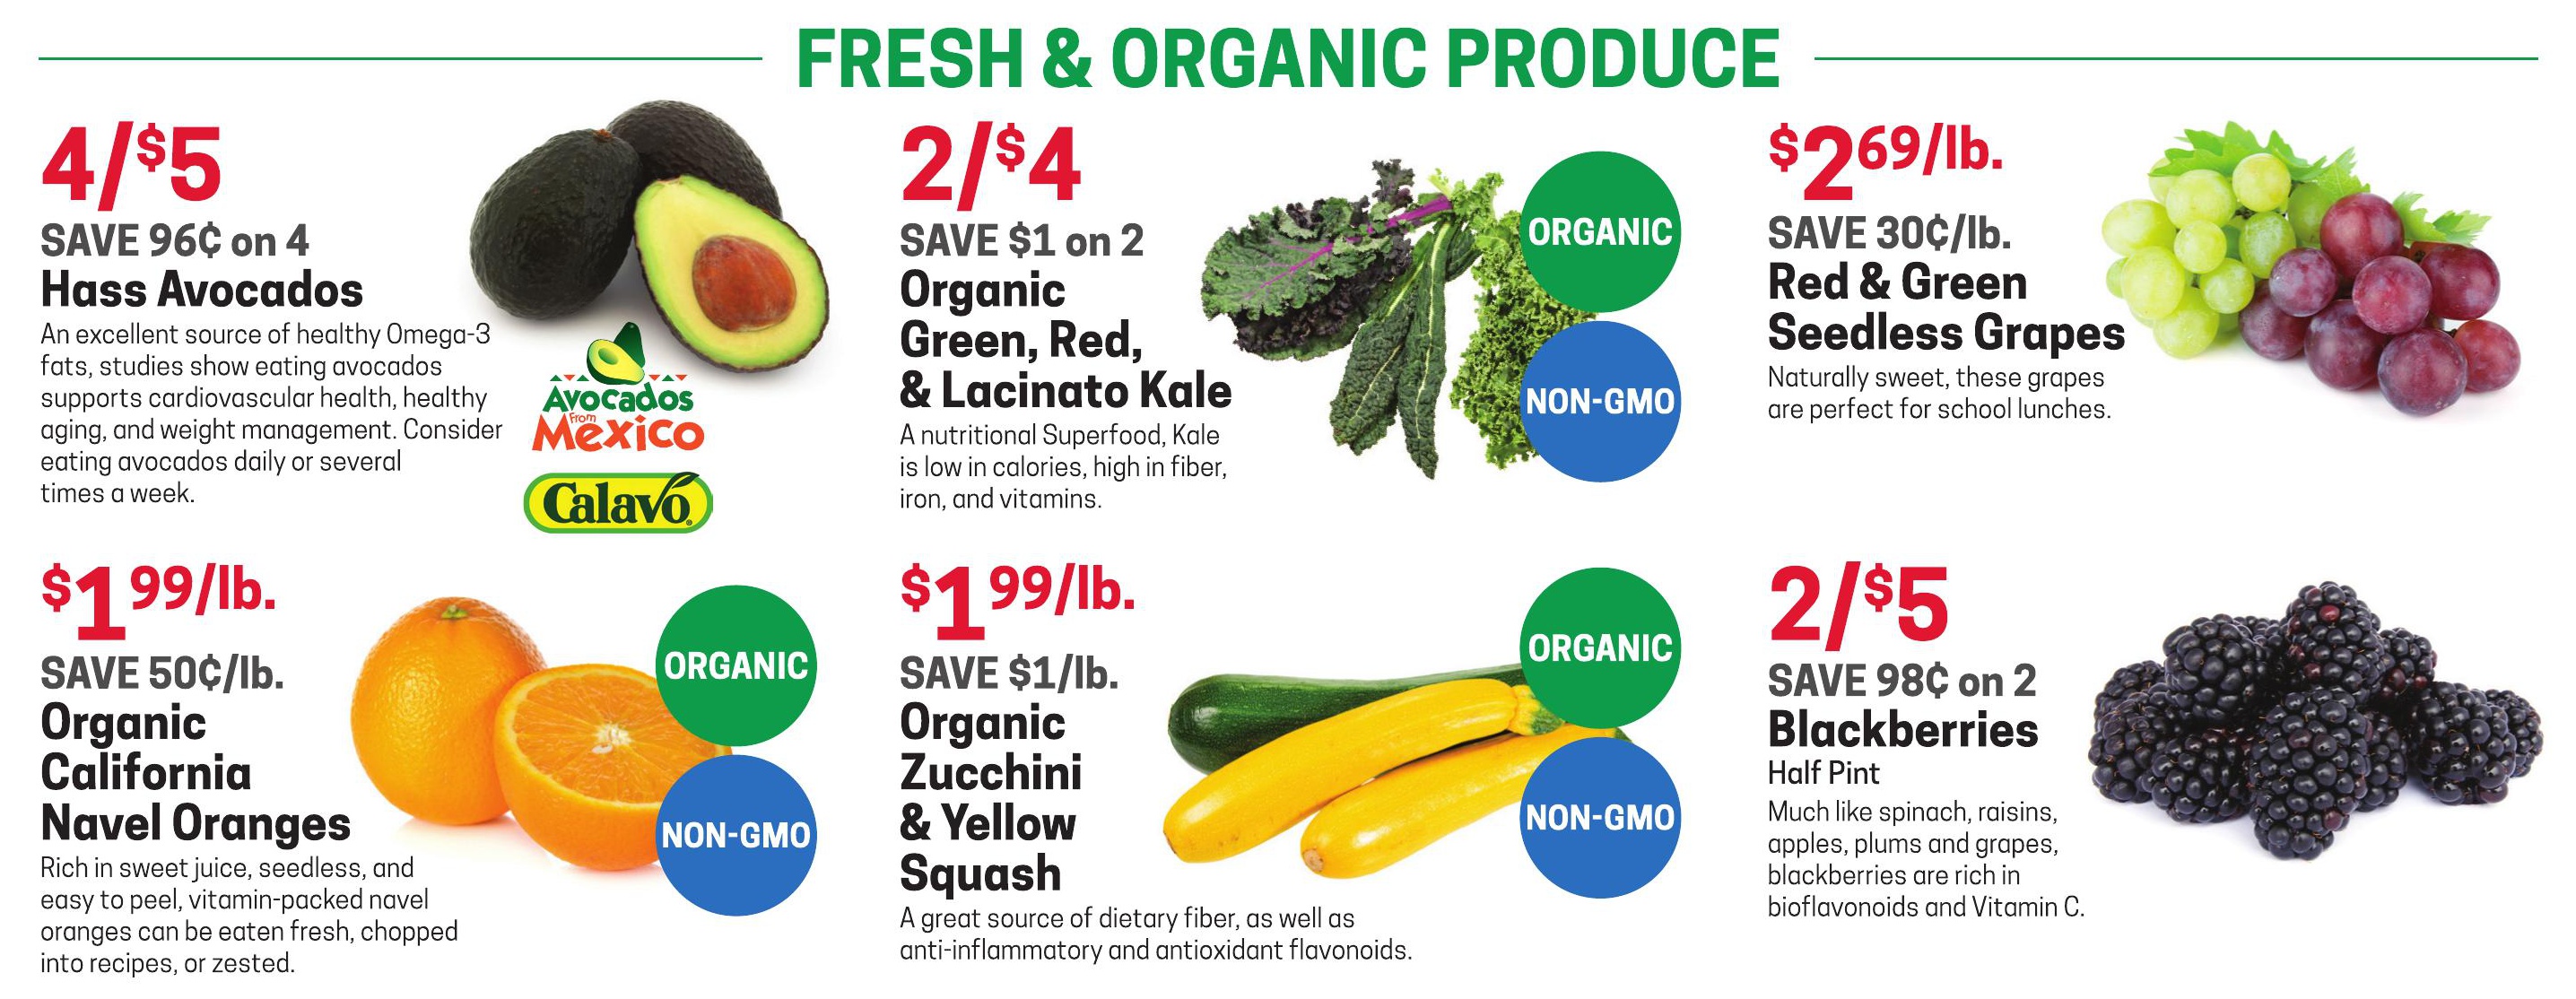 FRESH & ORGANIC PRODUCE
4/$5
SAVE 96¢ on 4
Hass Avocados
An excellent source of healthy Omega-3
fats, studies show eating avocados
supports cardiovascular health, healthy
aging, and weight management. Consider
eating avocados daily or several
times a week.
Avocados
From
Mexico
Calavo®
2/$4
SAVE $1 on 2
Organic
Green, Red,
& Lacinato Kale
A nutritional Superfood, Kale
is low in calories, high in fiber,
iron, and vitamins.
ORGANIC
NON-GMO
$2 69/lb.
SAVE 30¢/lb.
Red & Green
Seedless Grapes
Naturally sweet, these grapes
are perfect for school lunches.
$1 99/lb.
SAVE 50¢/lb.
Organic
California
Navel Oranges
Rich in sweet juice, seedless, and
easy to peel, vitamin-packed navel
oranges can be eaten fresh, chopped
into recipes, or zested.
ORGANIC
NON-GMO
$1 99/lb.
SAVE $1/lb.
Organic
Zucchini
& Yellow
Squash
A great source of dietary fiber, as well as
anti-inflammatory and antioxidant flavonoids.
ORGANIC
NON-GMO
2/$5
SAVE 98¢ on 2
Blackberries
Half Pint
Much like spinach, raisins,
apples, plums and grapes,
blackberries are rich in
bioflavonoids and Vitamin C.